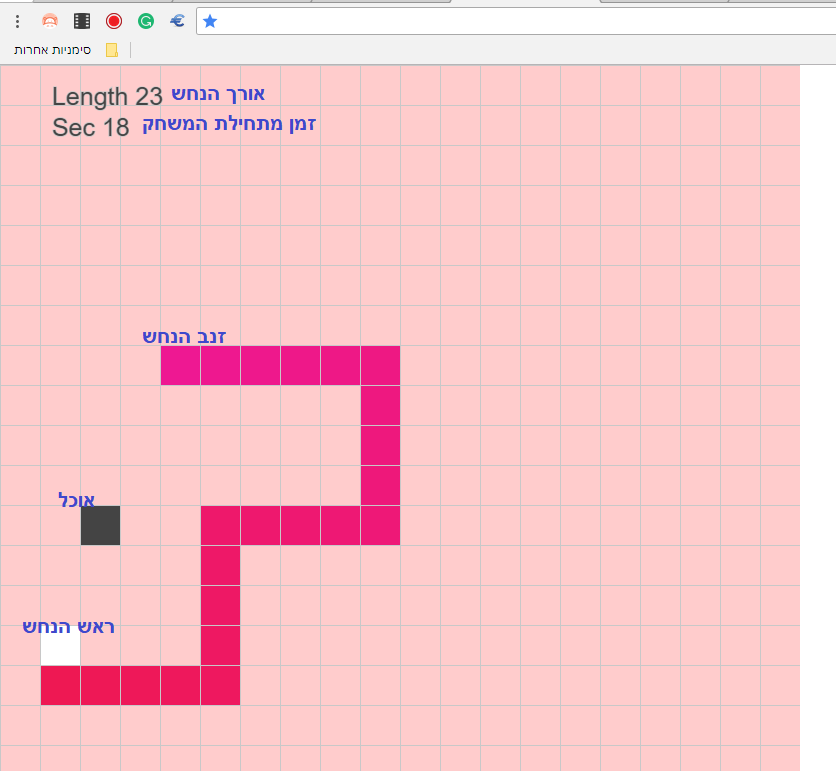 סימניות אחרות
Length 23 אורך הנחש
Sec 18 זמן מתחילת המשחק
זנב הנחש
אוכל
ראש הנחש